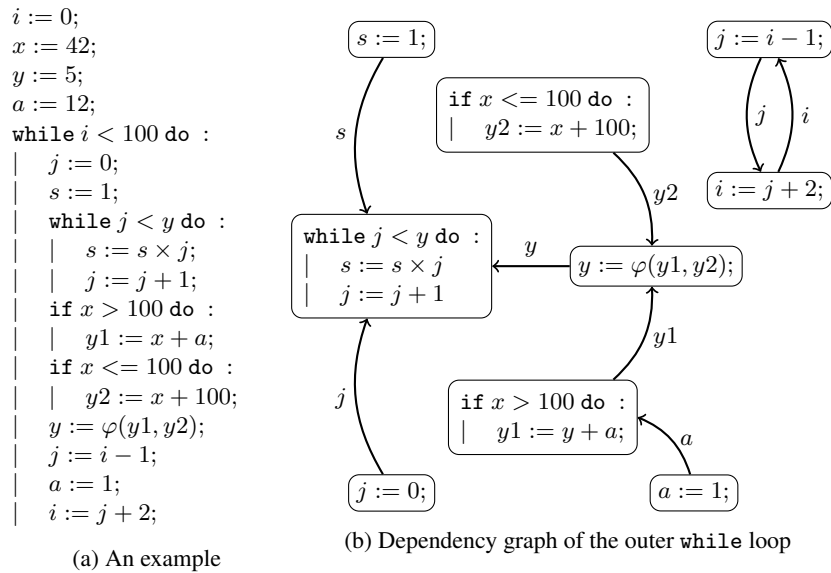 i := 0;
x := 42;
y := 5;
a := 12;
while i < 100 do :
| j := 0;
| s := 1;
| while j < y do :
| | s := s × j;
| | j := j + 1;
| if x > 100 do :
| | y1 := x + a;
| if x <= 100 do :
| | y2 := x + 100;
| y := φ(y1, y2);
| j := i − 1;
| a := 1;
| i := j + 2;
(a) An example
s := 1;
j := i − 1;
if x <= 100 do :
| y2 := x + 100;
s
j
i
y2
i := j + 2;
while j < y do :
| s := s × j
| j := j + 1
y
y := φ(y1, y2);
y1
j
if x > 100 do :
| y1 := y + a;
a
j := 0;
a := 1;
(b) Dependency graph of the outer while loop